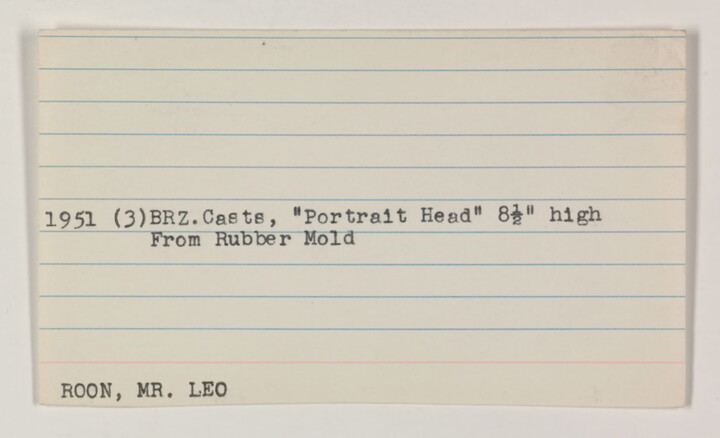 1951 (3)BRZ.Casts, "Portrait Head" 8½" high
From Rubber Mold
ROON, MR. LEO